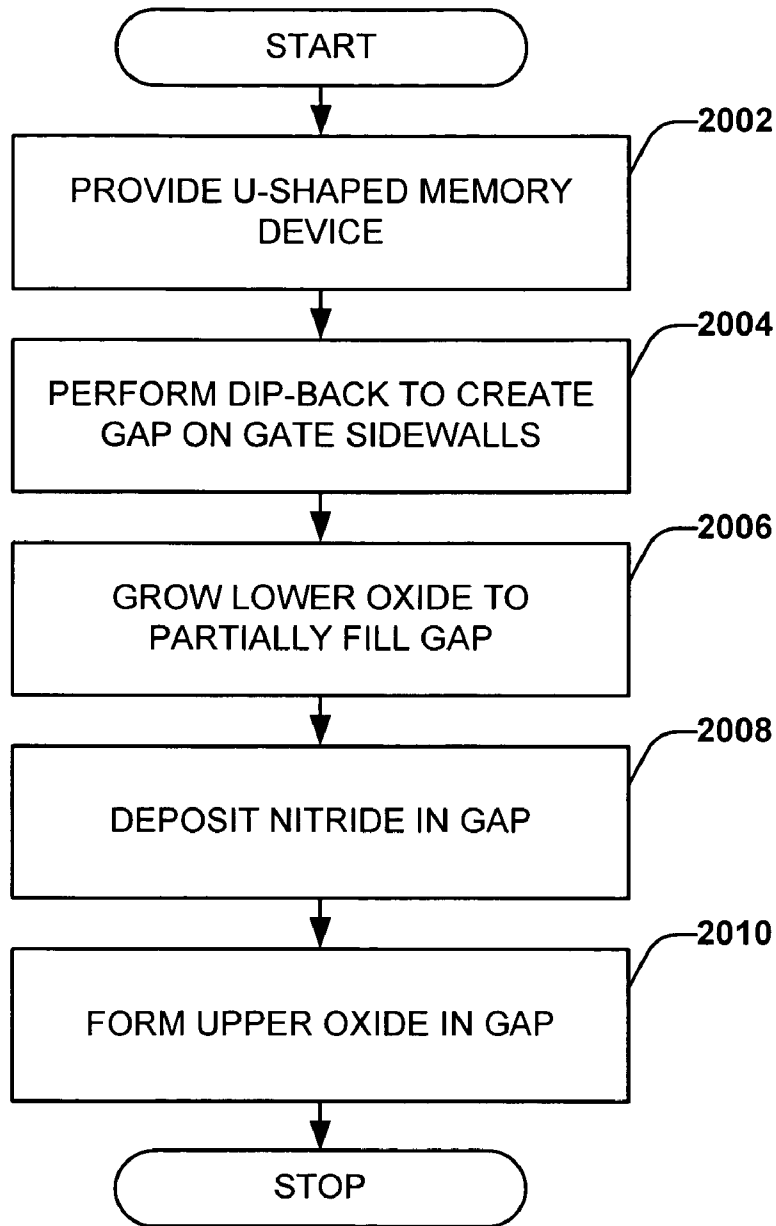 START
2002
PROVIDE U-SHAPED MEMORY
DEVICE
2004
PERFORM DIP-BACK TO CREATE
GAP ON GATE SIDEWALLS
2006
GROW LOWER OXIDE TO
PARTIALLY FILL GAP
2008
DEPOSIT NITRIDE IN GAP
2010
FORM UPPER OXIDE IN GAP
STOP